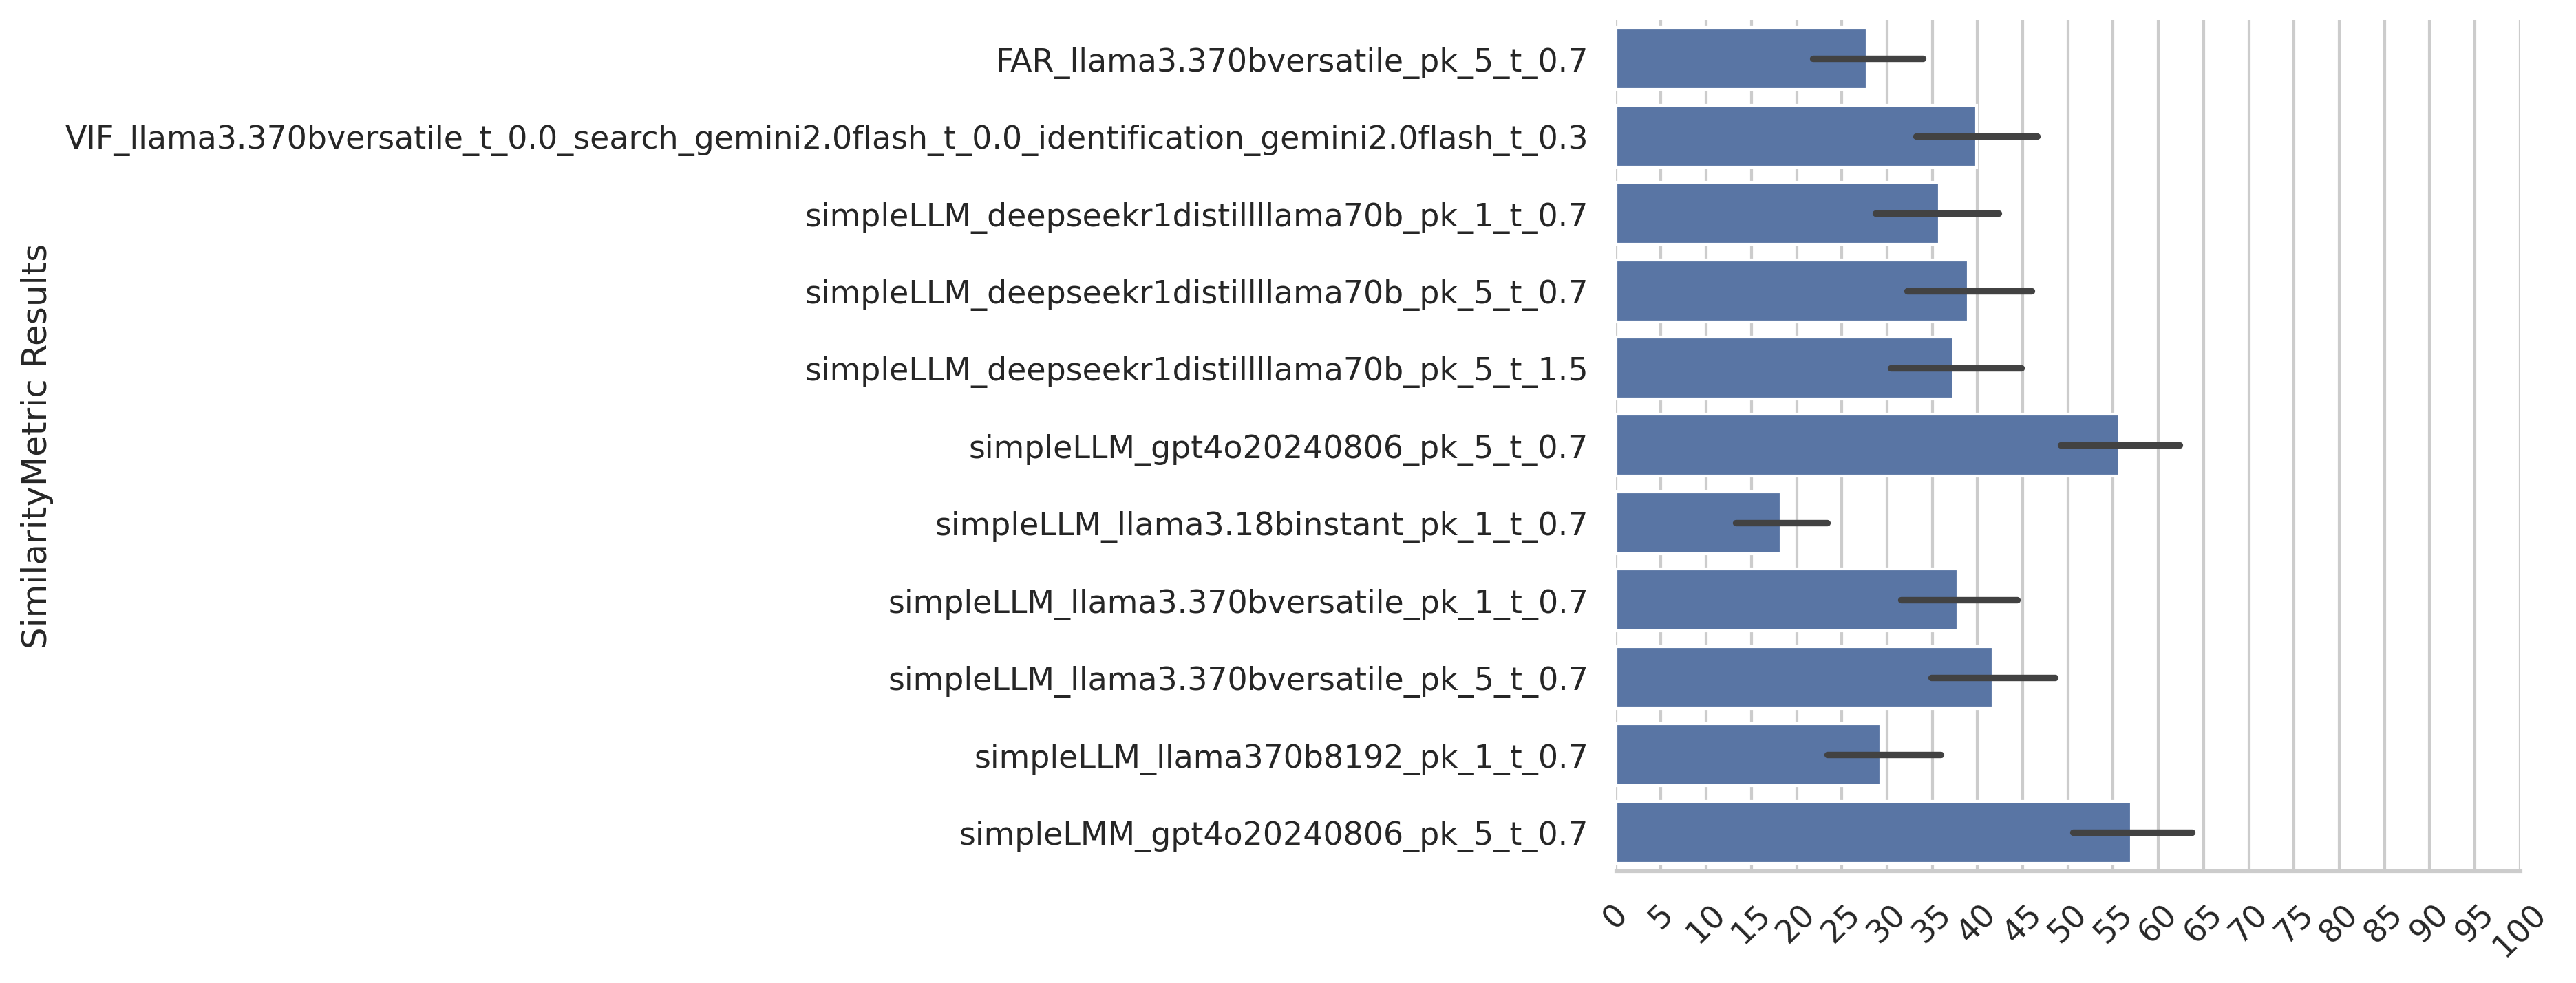 SimilarityMetric Results
FAR_llama3.370bversatile_pk_5_t_0.7
VIF_llama3.370bversatile_t_0.0_search_gemini2.0flash_t_0.0_identification_gemini2.0flash_t_0.3
simpleLLM_deepseekr1distillllama70b_pk_1_t_0.7
simpleLLM_deepseekr1distillllama70b_pk_5_t_0.7
simpleLLM_deepseekr1distillllama70b_pk_5_t_1.5
simpleLLM_gpt4o20240806_pk_5_t_0.7
simpleLLM_llama3.18binstant_pk_1_t_0.7
simpleLLM_llama3.370bversatile_pk_1_t_0.7
simpleLLM_llama3.370bversatile_pk_5_t_0.7
simpleLLM_llama370b8192_pk_1_t_0.7
simpleLMM_gpt4o20240806_pk_5_t_0.7
0 5 10 15 20 25 30 35 40 45 50 55 60 65 70 75 80 85 90 95 100